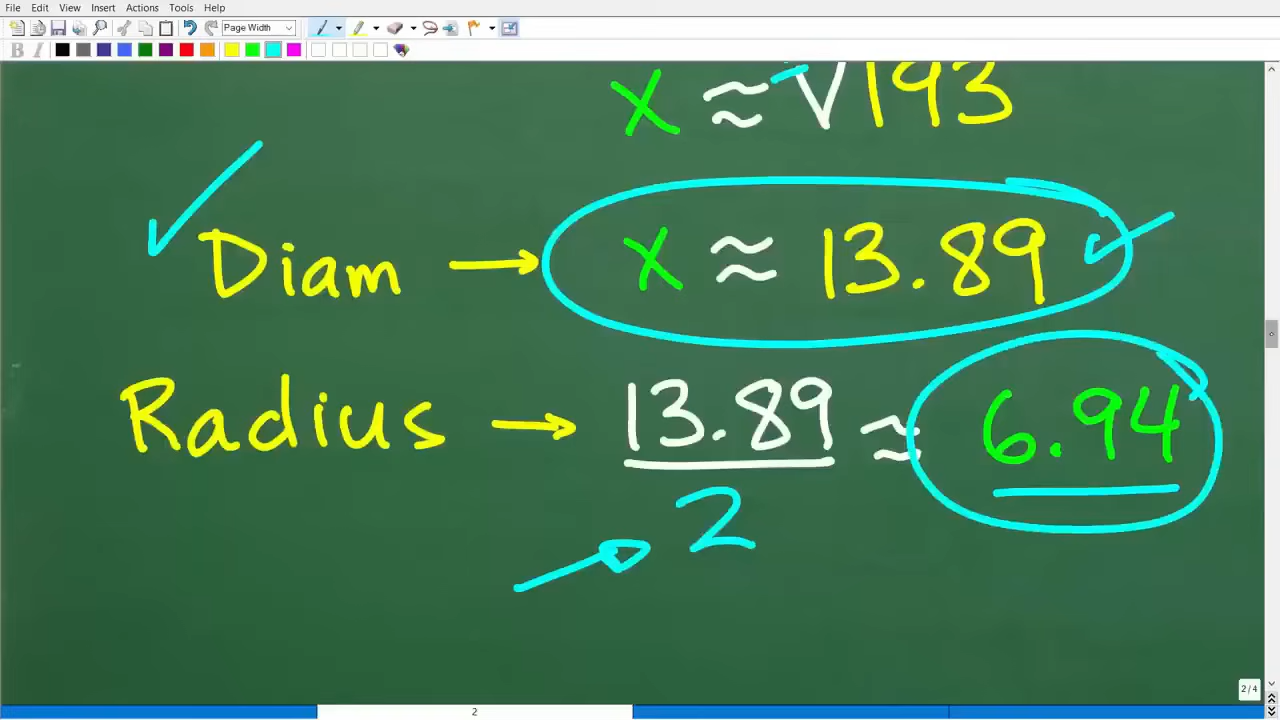 File Edit View Insert Actions Tools Help
Page Width
B I
x ≈ √193
Diam → x ≈ 13.89
Radius → 13.89 ≈ 6.94
2
2/4
2